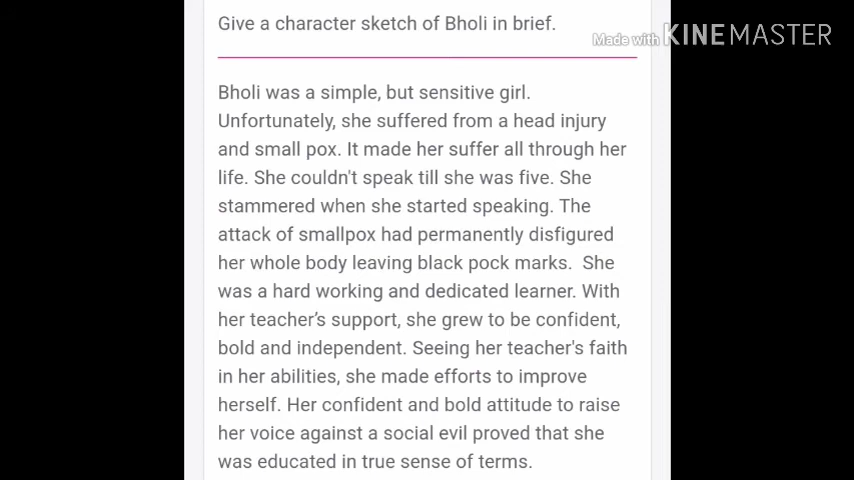 Give a character sketch of Bholi in brief.
Made with KINEMASTER
Bholi was a simple, but sensitive girl.
Unfortunately, she suffered from a head injury
and small pox. It made her suffer all through her
life. She couldn't speak till she was five. She
stammered when she started speaking. The
attack of smallpox had permanently disfigured
her whole body leaving black pock marks.  She
was a hard working and dedicated learner. With
her teacher’s support, she grew to be confident,
bold and independent. Seeing her teacher's faith
in her abilities, she made efforts to improve
herself. Her confident and bold attitude to raise
her voice against a social evil proved that she
was educated in true sense of terms.